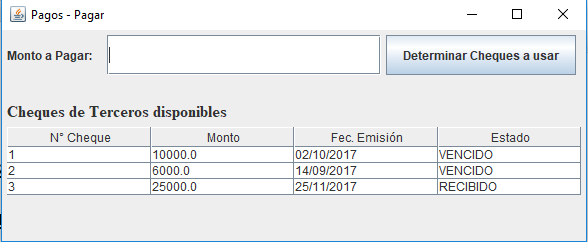 Pagos - Pagar
Monto a Pagar: Determinar Cheques a usar
Cheques de Terceros disponibles
N° Cheque Monto Fec. Emisión Estado
1 10000.0 02/10/2017 VENCIDO
2 6000.0 14/09/2017 VENCIDO
3 25000.0 25/11/2017 RECIBIDO